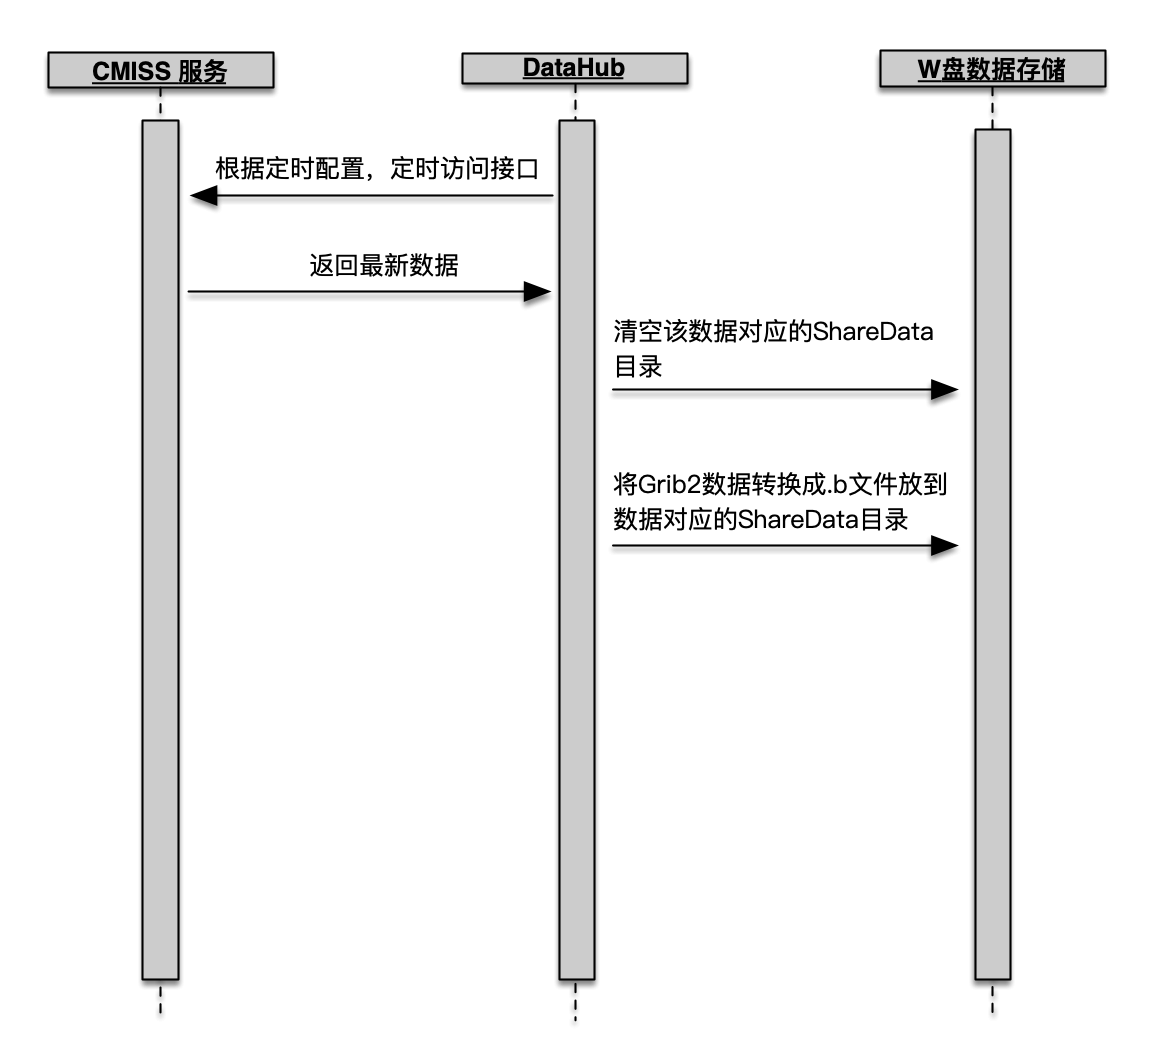 CMISS 服务
DataHub
W盘数据存储
根据定时配置，定时访问接口
返回最新数据
清空该数据对应的ShareData
目录
将Grib2数据转换成.b文件放到
数据对应的ShareData目录